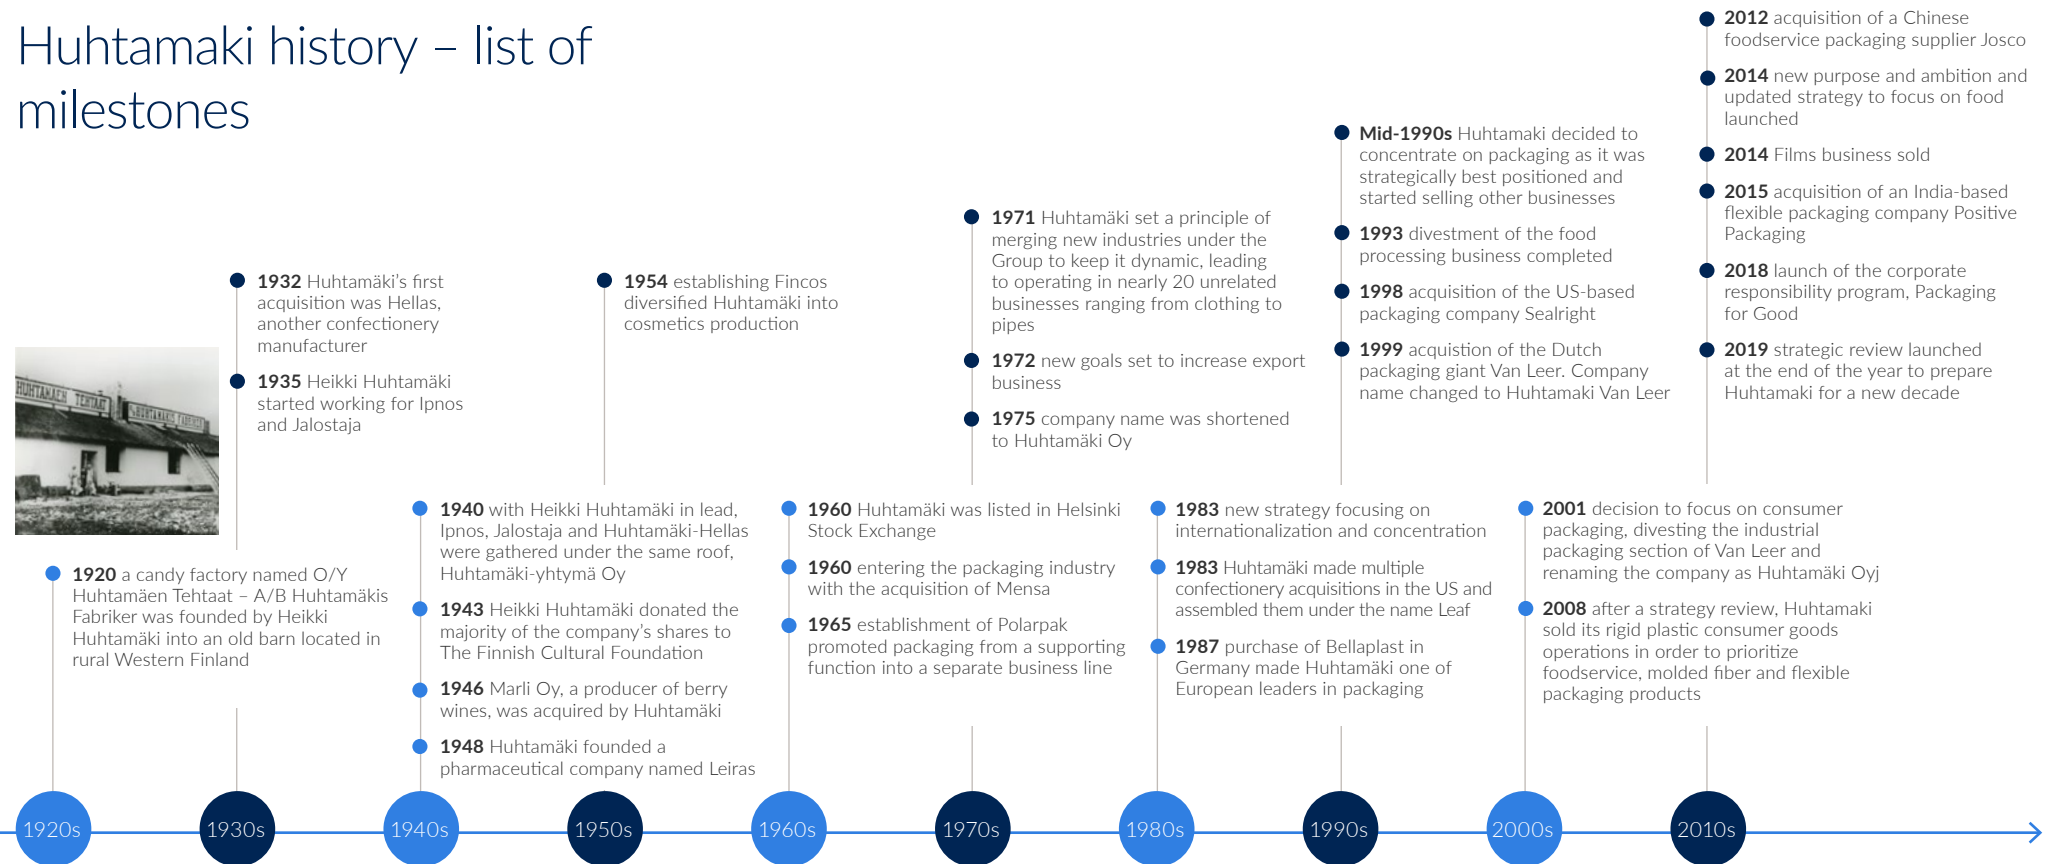 Huhtamaki history – list of
milestones
HUHTAMÄEN TEHTAAT
HUHTAMÄKIS FABRIKER
1920 a candy factory named O/Y
Huhtamäen Tehtaat – A/B Huhtamäkis
Fabriker was founded by Heikki
Huhtamäki into an old barn located in
rural Western Finland
1932 Huhtamäki’s first
acquisition was Hellas,
another confectionery
manufacturer
1935 Heikki Huhtamäki
started working for Ipnos
and Jalostaja
1940 with Heikki Huhtamäki in lead,
Ipnos, Jalostaja and Huhtamäki-Hellas
were gathered under the same roof,
Huhtamäki-yhtymä Oy
1943 Heikki Huhtamäki donated the
majority of the company’s shares to
The Finnish Cultural Foundation
1946 Marli Oy, a producer of berry
wines, was acquired by Huhtamäki
1948 Huhtamäki founded a
pharmaceutical company named Leiras
1954 establishing Fincos
diversified Huhtamäki into
cosmetics production
1960 Huhtamäki was listed in Helsinki
Stock Exchange
1960 entering the packaging industry
with the acquisition of Mensa
1965 establishment of Polarpak
promoted packaging from a supporting
function into a separate business line
1971 Huhtamäki set a principle of
merging new industries under the
Group to keep it dynamic, leading
to operating in nearly 20 unrelated
businesses ranging from clothing to
pipes
1972 new goals set to increase export
business
1975 company name was shortened
to Huhtamäki Oy
1983 new strategy focusing on
internationalization and concentration
1983 Huhtamäki made multiple
confectionery acquisitions in the US and
assembled them under the name Leaf
1987 purchase of Bellaplast in
Germany made Huhtamäki one of
European leaders in packaging
Mid-1990s Huhtamaki decided to
concentrate on packaging as it was
strategically best positioned and
started selling other businesses
1993 divestment of the food
processing business completed
1998 acquisition of the US-based
packaging company Sealright
1999 acquistion of the Dutch
packaging giant Van Leer. Company
name changed to Huhtamaki Van Leer
2001 decision to focus on consumer
packaging, divesting the industrial
packaging section of Van Leer and
renaming the company as Huhtamäki Oyj
2008 after a strategy review, Huhtamaki
sold its rigid plastic consumer goods
operations in order to prioritize
foodservice, molded fiber and flexible
packaging products
2012 acquisition of a Chinese
foodservice packaging supplier Josco
2014 new purpose and ambition and
updated strategy to focus on food
launched
2014 Films business sold
2015 acquisition of an India-based
flexible packaging company Positive
Packaging
2018 launch of the corporate
responsibility program, Packaging
for Good
2019 strategic review launched
at the end of the year to prepare
Huhtamaki for a new decade
1920s
1930s
1940s
1950s
1960s
1970s
1980s
1990s
2000s
2010s